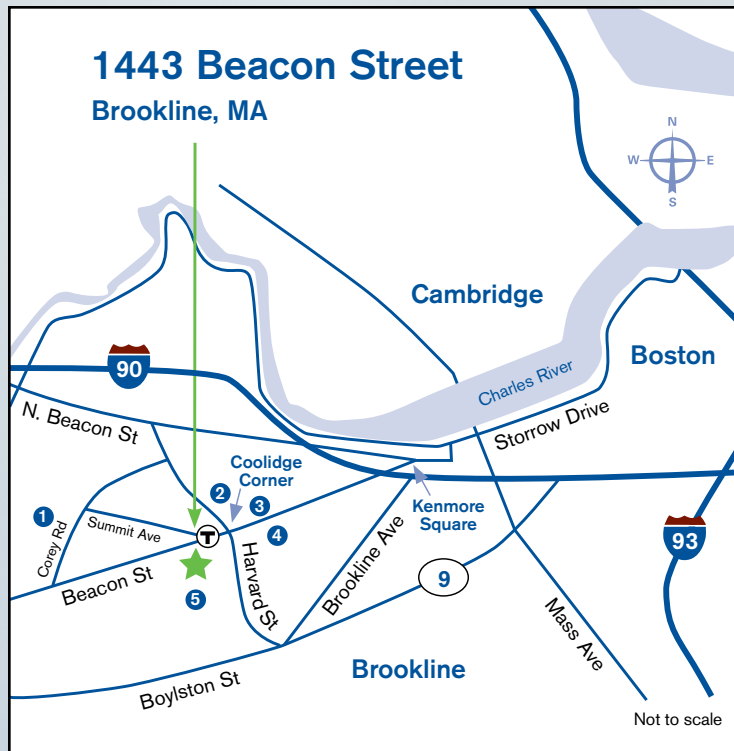 1443 Beacon Street
Brookline, MA
N
W
E
S
Cambridge
Boston
90
Charles River
Storrow Drive
N. Beacon St
Coolidge
Corner
Kenmore
Square
1
2
3
4
5
Summit Ave
Corey Rd
T
Beacon St
Harvard St
Brookline Ave
9
93
Mass Ave
Brookline
Boylston St
Not to scale